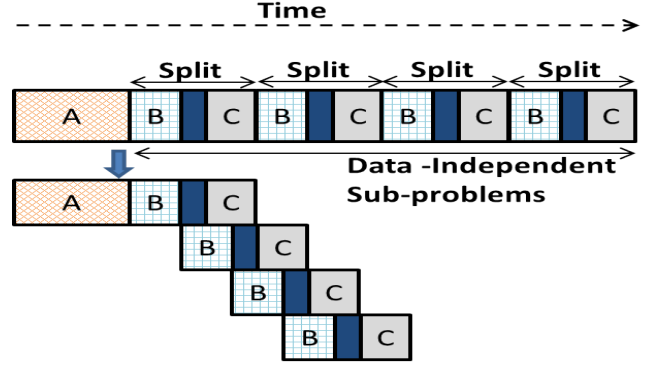 Time
Split Split Split Split
A B C B C B C B C
Data -Independent
Sub-problems
A B C
B C
B C
B C